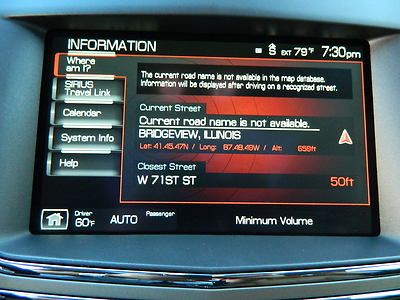 INFORMATION
S EXT 79°F 7:30pm
Where
am I?
SIRIUS
Travel Link
Calendar
System Info
Help
The current road name is not available in the map database.
Information will be displayed after driving on a recognized street.
Current Street
Current road name is not available.
BRIDGEVIEW, ILLINOIS
Lat: 41.45.47N / Long: 87.48.49W / Alt: 658ft
Closest Street
W 71ST ST 50ft
Driver
60°F
AUTO
Passenger
Minimum Volume